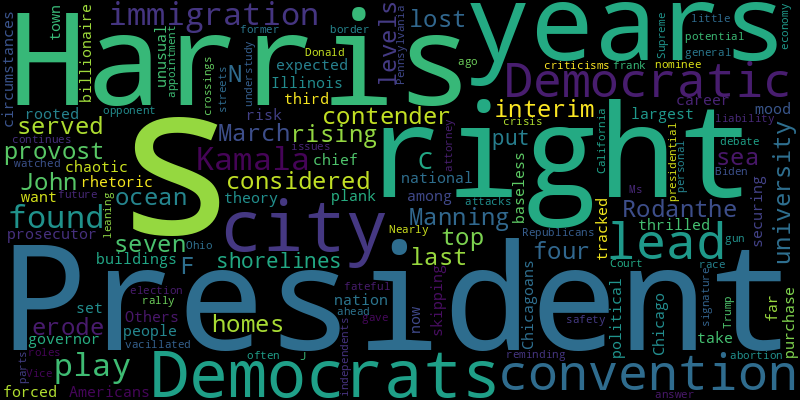 Harris
years
immigration
lost
levels
Democratic
town
billionaire
circumstances
unusual
appointment
N
expected
Illinois
former
border
understudy
Donald
ago
Pennsylvania
streets
criticisms
frank
nominee
supreme
little
potential
general
economy
crossings
opponent
third
rooted
served
March
rising
risk
contender
interim
largest
career
mood
liability
crisis
put
provost
chaotic
Kamala
issues
chief
c
national
attorney
California
presidential
personal
debate
sea
Biden
watched
continues
rhetoric
John
considered
S
right
want
future
ocean
theory
plank
among
attacks
baseless
Ms
Rodanthe
securing
university
leaning
found
prosecutor
city
Manning
Nearly
Republicans
tracked
thrilled
gun
lead
seven
Ohio
top
four
buildings
F
shorelines
last
skipping
Chicagoans
safety
Court
race
far
purchase
President
election
rally
set
nation
fateful
homes
erode
Others
people
governor
vacillated
forced
Americans
roles
Vice
parts
play
often
J
Democrats
independents
ahead
gave
now
reminding
convention
political
Chicago
take
signature
Trump
abortion
answer